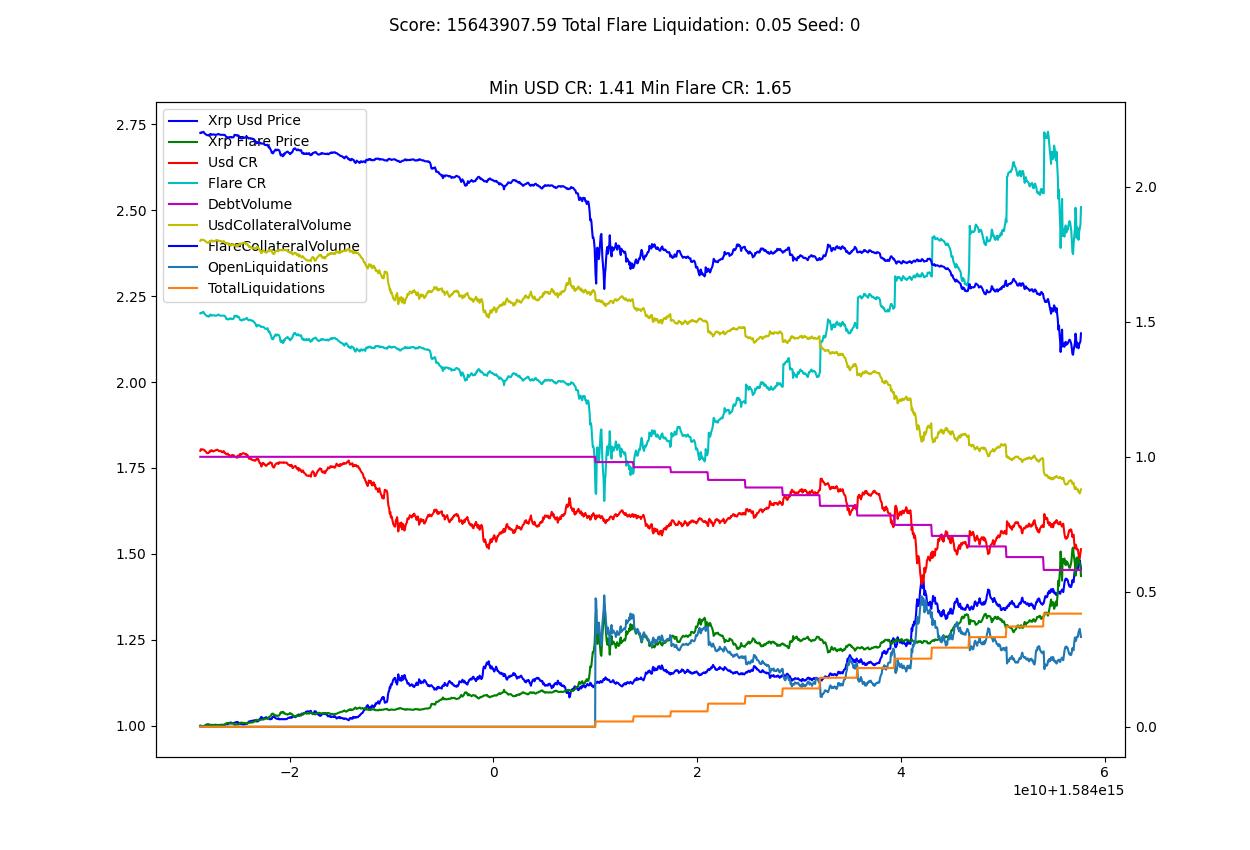 Score: 15643907.59 Total Flare Liquidation: 0.05 Seed: 0
Min USD CR: 1.41 Min Flare CR: 1.65
Xrp Usd Price
Xrp Flare Price
Usd CR
Flare CR
DebtVolume
UsdCollateralVolume
FlareCollateralVolume
OpenLiquidations
TotalLiquidations
2.75
2.50
2.25
2.00
1.75
1.50
1.25
1.00
2.0
1.5
1.0
0.5
0.0
−2
0
2
4
6
1e10+1.584e15